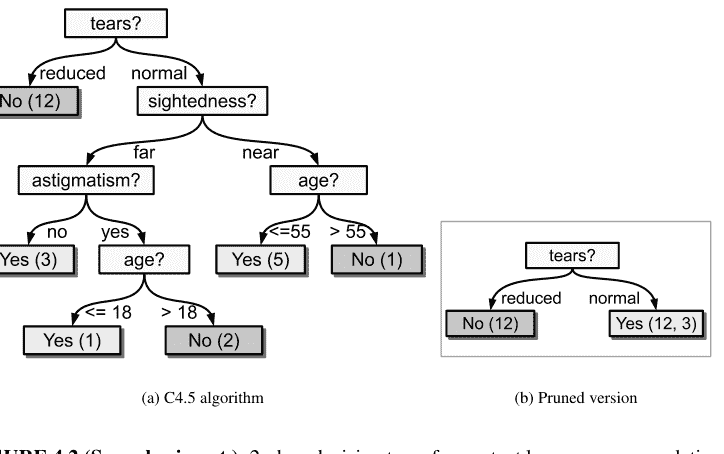 tears?
reduced normal
No (12) sightedness?
far near
astigmatism? age?
no yes <=55 > 55
Yes (3) age? Yes (5) No (1)
<= 18 > 18
Yes (1) No (2)
tears?
reduced normal
No (12) Yes (12, 3)
(a) C4.5 algorithm (b) Pruned version